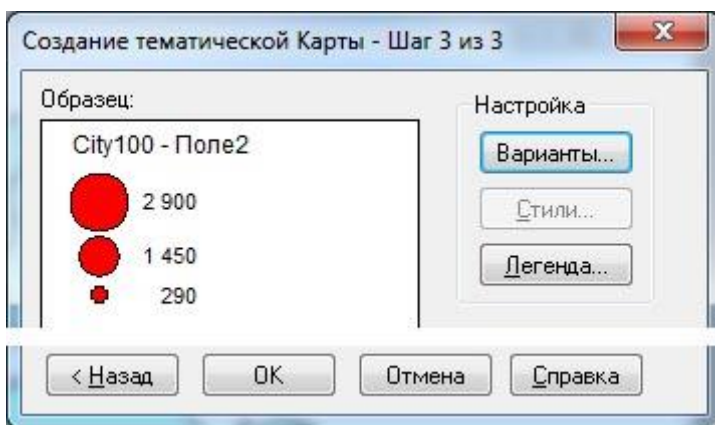 Создание тематической Карты - Шаг 3 из 3
Образец:
City100 - Поле2
2 900
1 450
290
Настройка
Варианты...
Стили...
Легенда...
< Назад
OK
Отмена
Справка